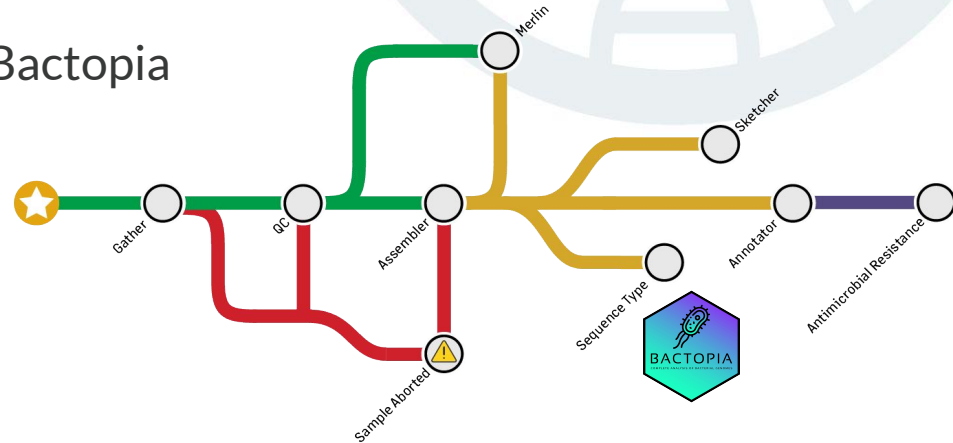 Bactopia
Merlin
Sketcher
Gather
QC
Assembler
Annotator
Antimicrobial Resistance
Sequence Type
Sample Aborted
BACTOPIA